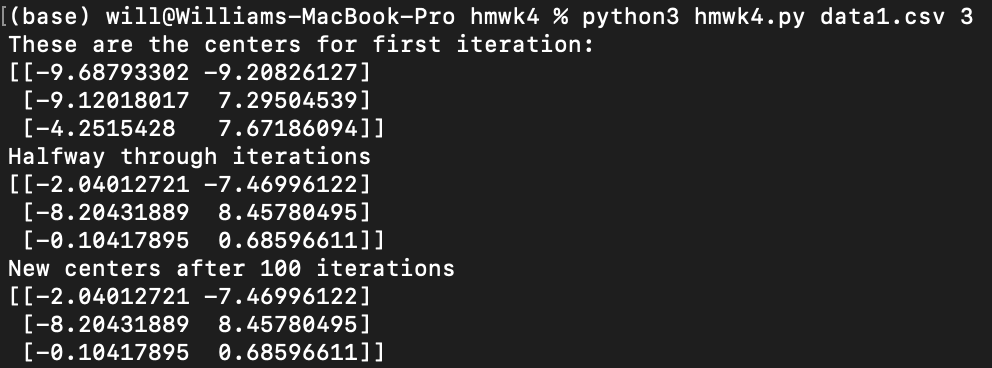 [(base) will@Williams-MacBook-Pro hmwk4 % python3 hmwk4.py data1.csv 3
These are the centers for first iteration:
[[-9.68793302 -9.20826127]
 [-9.12018017  7.29504539]
 [-4.2515428   7.67186094]]
Halfway through iterations
[[-2.04012721 -7.46996122]
 [-8.20431889  8.45780495]
 [-0.10417895  0.68596611]]
New centers after 100 iterations
[[-2.04012721 -7.46996122]
 [-8.20431889  8.45780495]
 [-0.10417895  0.68596611]]